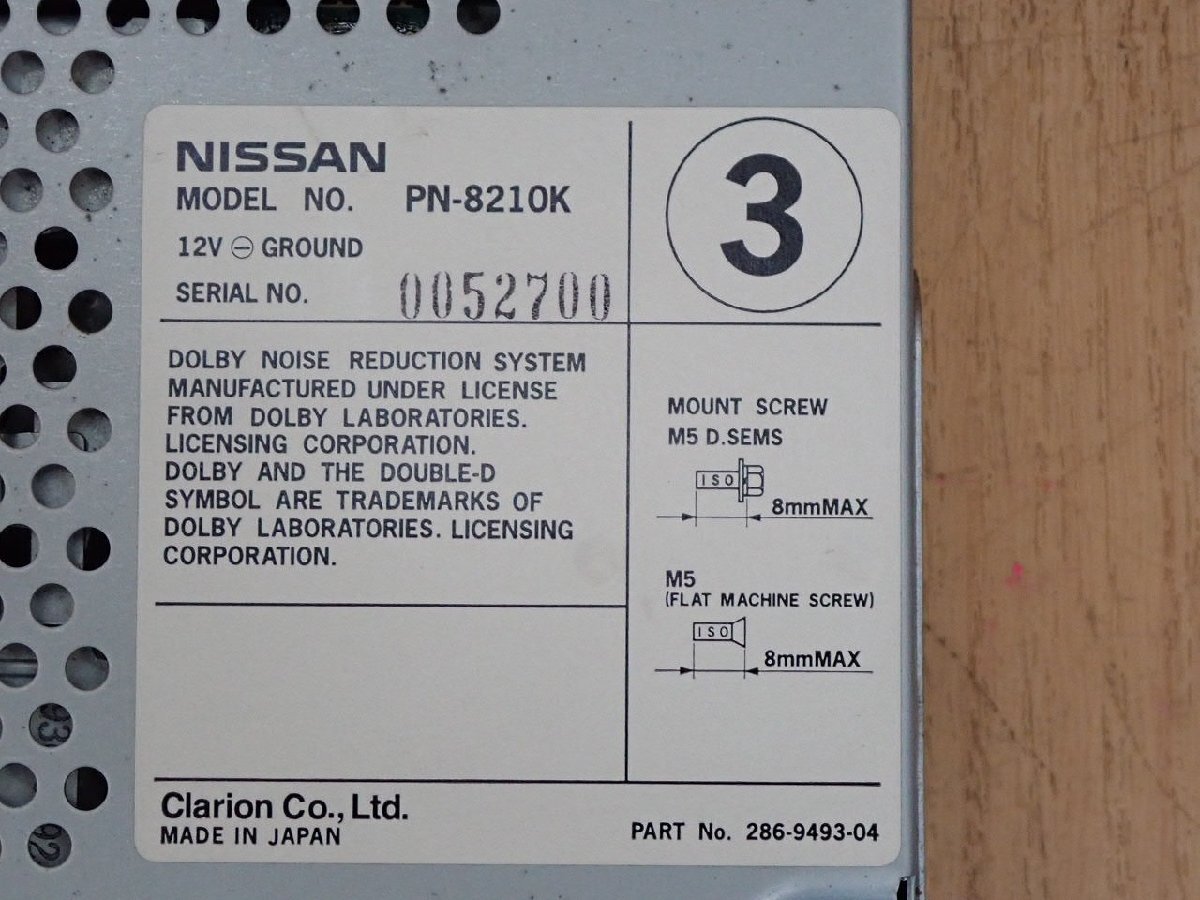 NISSAN
MODEL NO. PN-8210K
12V ⊖ GROUND
SERIAL NO. 0052700
3
DOLBY NOISE REDUCTION SYSTEM
MANUFACTURED UNDER LICENSE
FROM DOLBY LABORATORIES.
LICENSING CORPORATION.
DOLBY AND THE DOUBLE-D
SYMBOL ARE TRADEMARKS OF
DOLBY LABORATORIES. LICENSING
CORPORATION.
MOUNT SCREW
M5 D.SEMS
ISO
8mmMAX
M5
(FLAT MACHINE SCREW)
ISO
8mmMAX
Clarion Co., Ltd.
MADE IN JAPAN
PART No. 286-9493-04